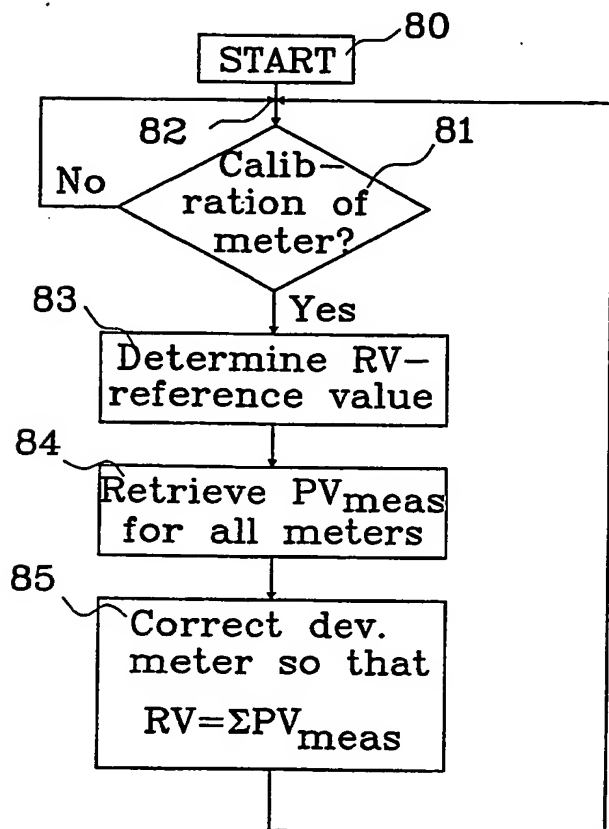 80
START
82
81
Calib-
ration of
meter?
No
Yes
83
Determine RV-
reference value
84
Retrieve PVmeas
for all meters
85
Correct dev.
meter so that
RV=ΣPVmeas